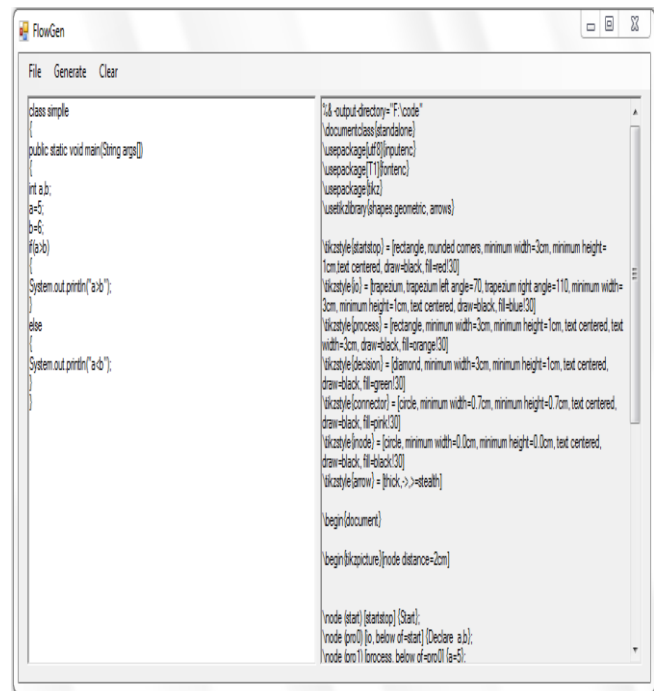 FlowGen
File Generate Clear
class simplle
{
public static void main(String args[])
{
int a,b;
a=5;
b=6;
if(a>b)
{
System.out.println("a>b");
}
else
{
System.out.println("a<b");
}
}
%& -output-directory="F:\code"
\documentclass{standalone}
\usepackage[utf8]{inputenc}
\usepackage[T1]{fontenc}
\usepackage{tikz}
\usetikzlibrary{shapes.geometric, arrows}
\tikzstyle{startstop} = [rectangle, rounded corners, minimum width=3cm, minimum height=
1cm,text centered, draw=black, fill=red!30]
\tikzstyle{io} = [trapezium, trapezium left angle=70, trapezium right angle=110, minimum width=
3cm, minimum height=1cm, text centered, draw=black, fill=blue!30]
\tikzstyle{process} = [rectangle, minimum width=3cm, minimum height=1cm, text centered, text
width=3cm, draw=black, fill=orange!30]
\tikzstyle{decision} = [diamond, minimum width=3cm, minimum height=1cm, text centered,
draw=black, fill=green!30]
\tikzstyle{connector} = [circle, minimum width=0.7cm, minimum height=0.7cm, text centered,
draw=black, fill=pink!30]
\tikzstyle{inode} = [circle, minimum width=0.0cm, minimum height=0.0cm, text centered,
draw=black, fill=black!30]
\tikzstyle{arrow} = [thick,->,>=stealth]
\begin{document}
\begin{tikzpicture}[node distance=2cm]
\node (start) [startstop] {Start};
\node (pro0) [io, below of=start] {Declare a,b};
\node (pro1) [process, below of=pro0] {a=5};